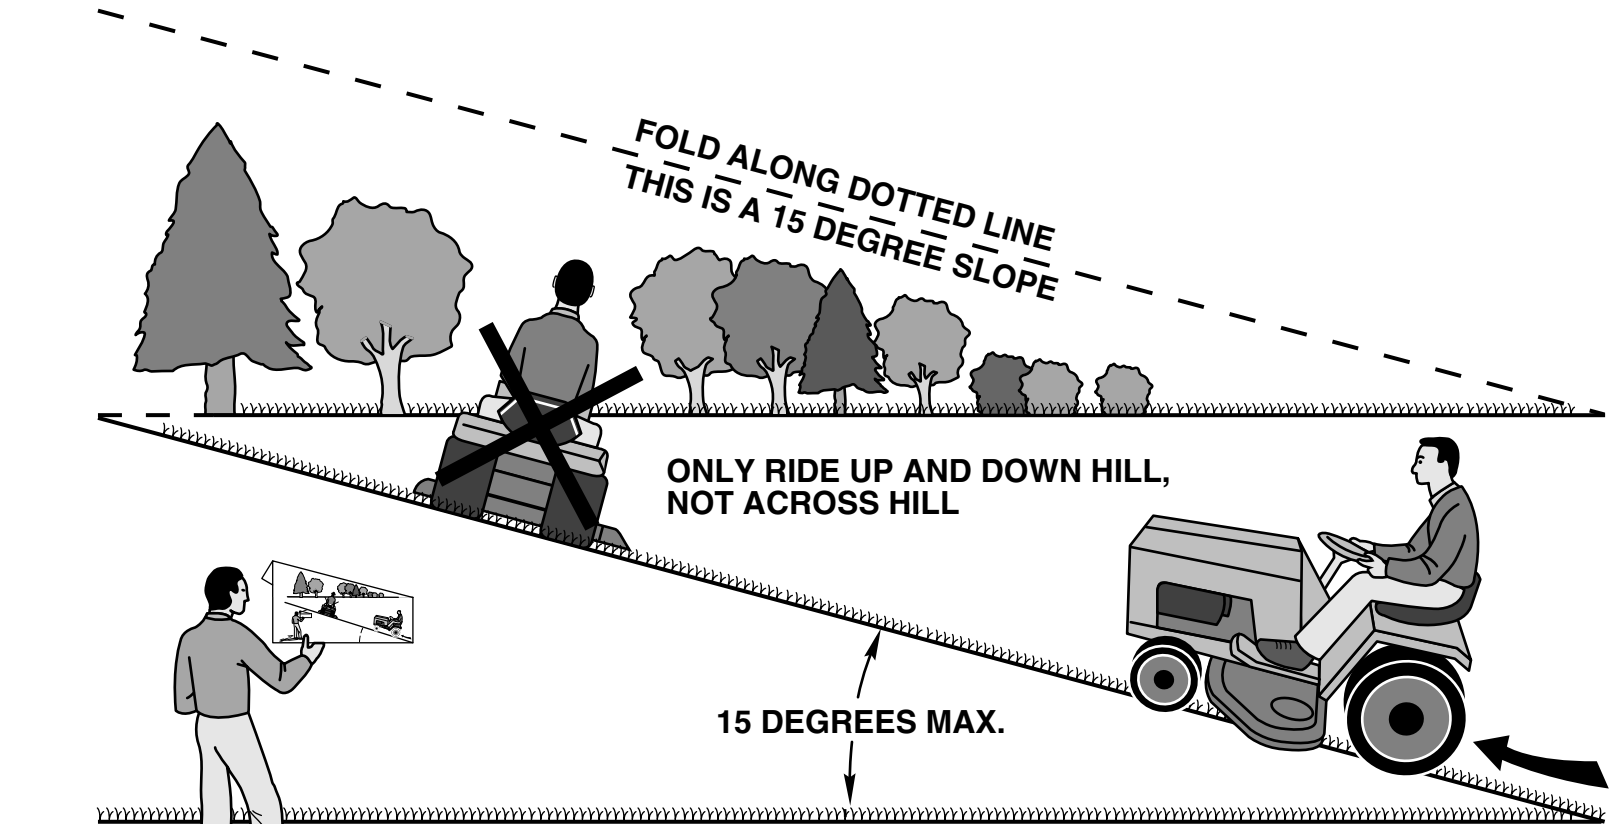 FOLD ALONG DOTTED LINE
THIS IS A 15 DEGREE SLOPE
ONLY RIDE UP AND DOWN HILL,
NOT ACROSS HILL
15 DEGREES MAX.